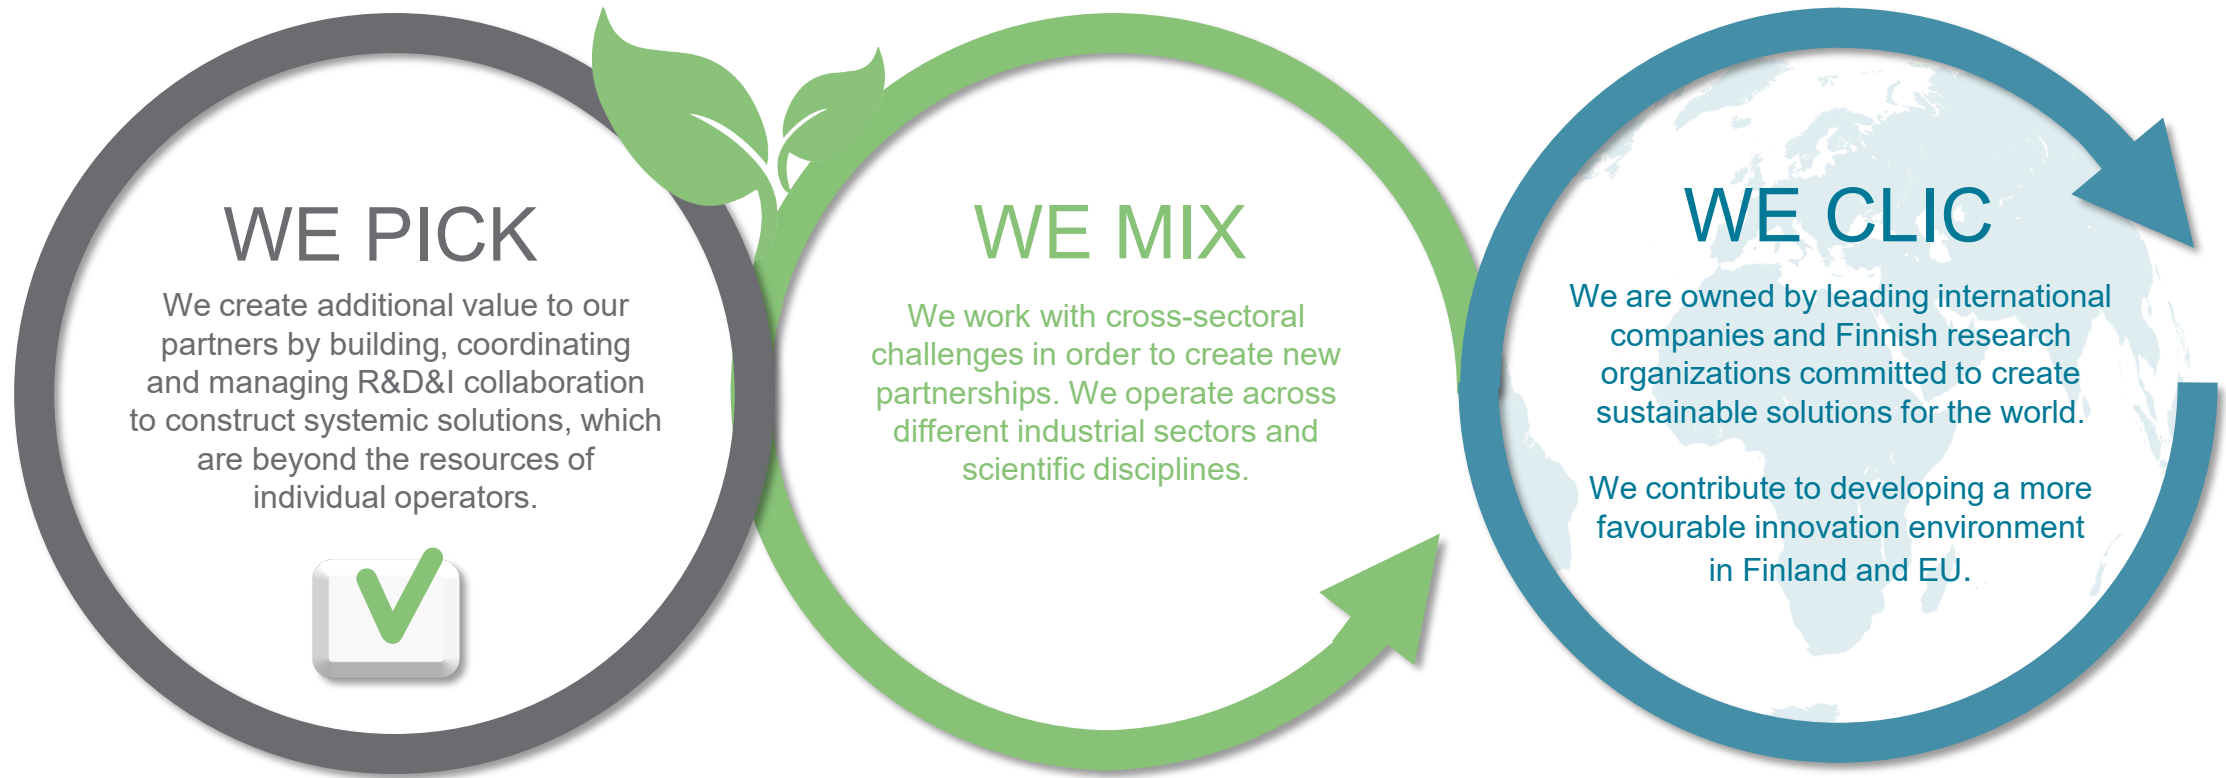 WE PICK
We create additional value to our
partners by building, coordinating
and managing R&D&I collaboration
to construct systemic solutions, which
are beyond the resources of
individual operators.
WE MIX
We work with cross-sectoral
challenges in order to create new
partnerships. We operate across
different industrial sectors and
scientific disciplines.
WE CLIC
We are owned by leading international
companies and Finnish research
organizations committed to create
sustainable solutions for the world.
We contribute to developing a more
favourable innovation environment
in Finland and EU.